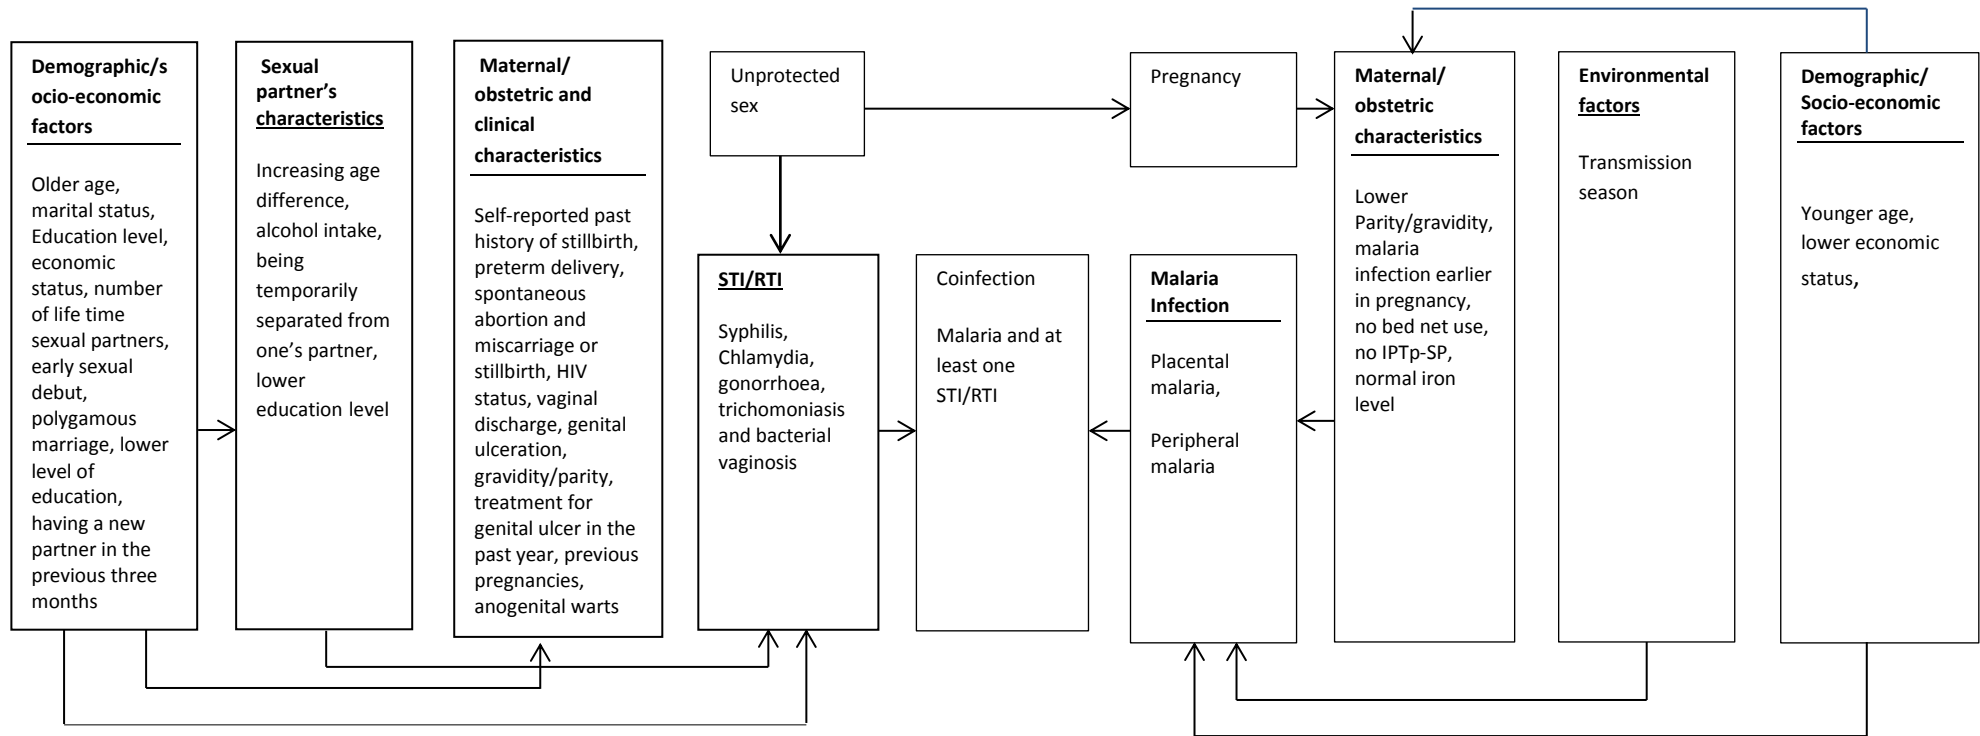 Demographic/s
ocio-economic
factors
Older age,
marital status,
Education level,
economic
status, number
of life time
sexual partners,
early sexual
debut,
polygamous
marriage, lower
level of
education,
having a new
partner in the
previous three
months
Sexual
partner’s
characteristics
Increasing age
difference,
alcohol intake,
being
temporarily
separated from
one’s partner,
lower
education level
Maternal/
obstetric and
clinical
characteristics
Self-reported past
history of stillbirth,
preterm delivery,
spontaneous
abortion and
miscarriage or
stillbirth, HIV
status, vaginal
discharge, genital
ulceration,
gravidity/parity,
treatment for
genital ulcer in the
past year, previous
pregnancies,
anogenital warts
Unprotected
sex
STI/RTI
Syphilis,
Chlamydia,
gonorrhoea,
trichomoniasis
and bacterial
vaginosis
Coinfection
Malaria and at
least one
STI/RTI
Pregnancy
Malaria
Infection
Placental
malaria,
Peripheral
malaria
Maternal/
obstetric
characteristics
Lower
Parity/gravidity,
malaria
infection earlier
in pregnancy,
no bed net use,
no IPTp-SP,
normal iron
level
Environmental
factors
Transmission
season
Demographic/
Socio-economic
factors
Younger age,
lower economic
status,